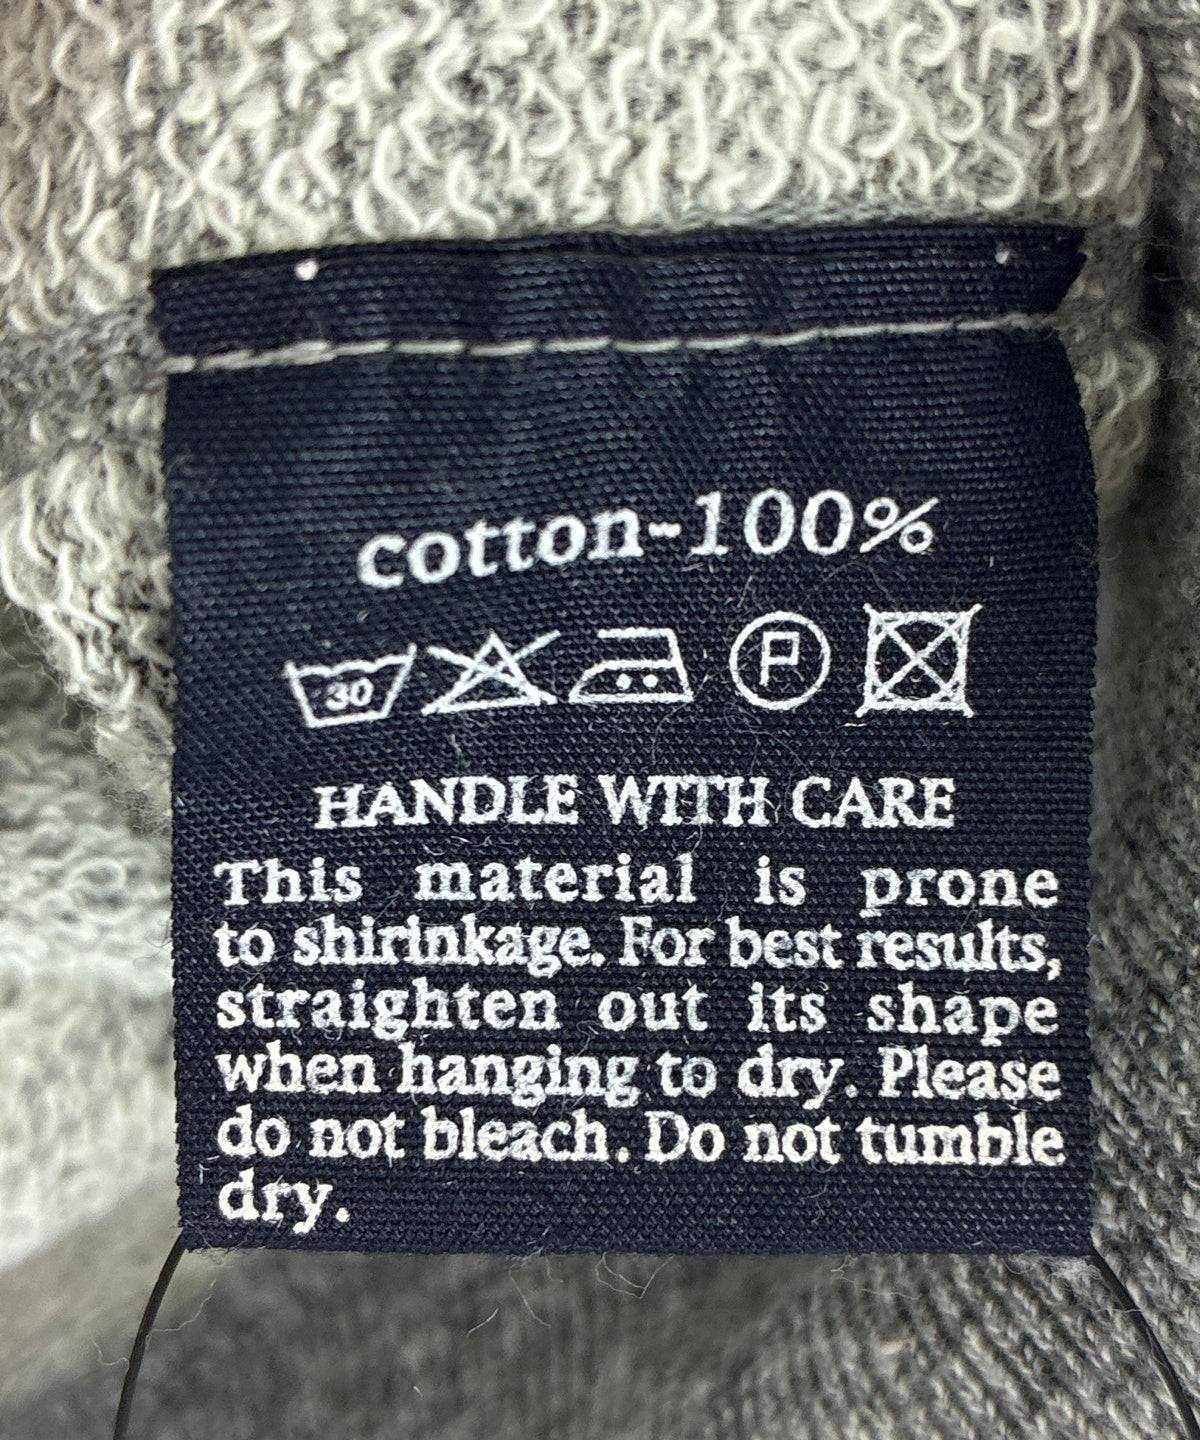 cotton-100%
30 P
HANDLE WITH CARE
This material is prone
to shirinkage. For best results,
straighten out its shape
when hanging to dry. Please
do not bleach. Do not tumble
dry.